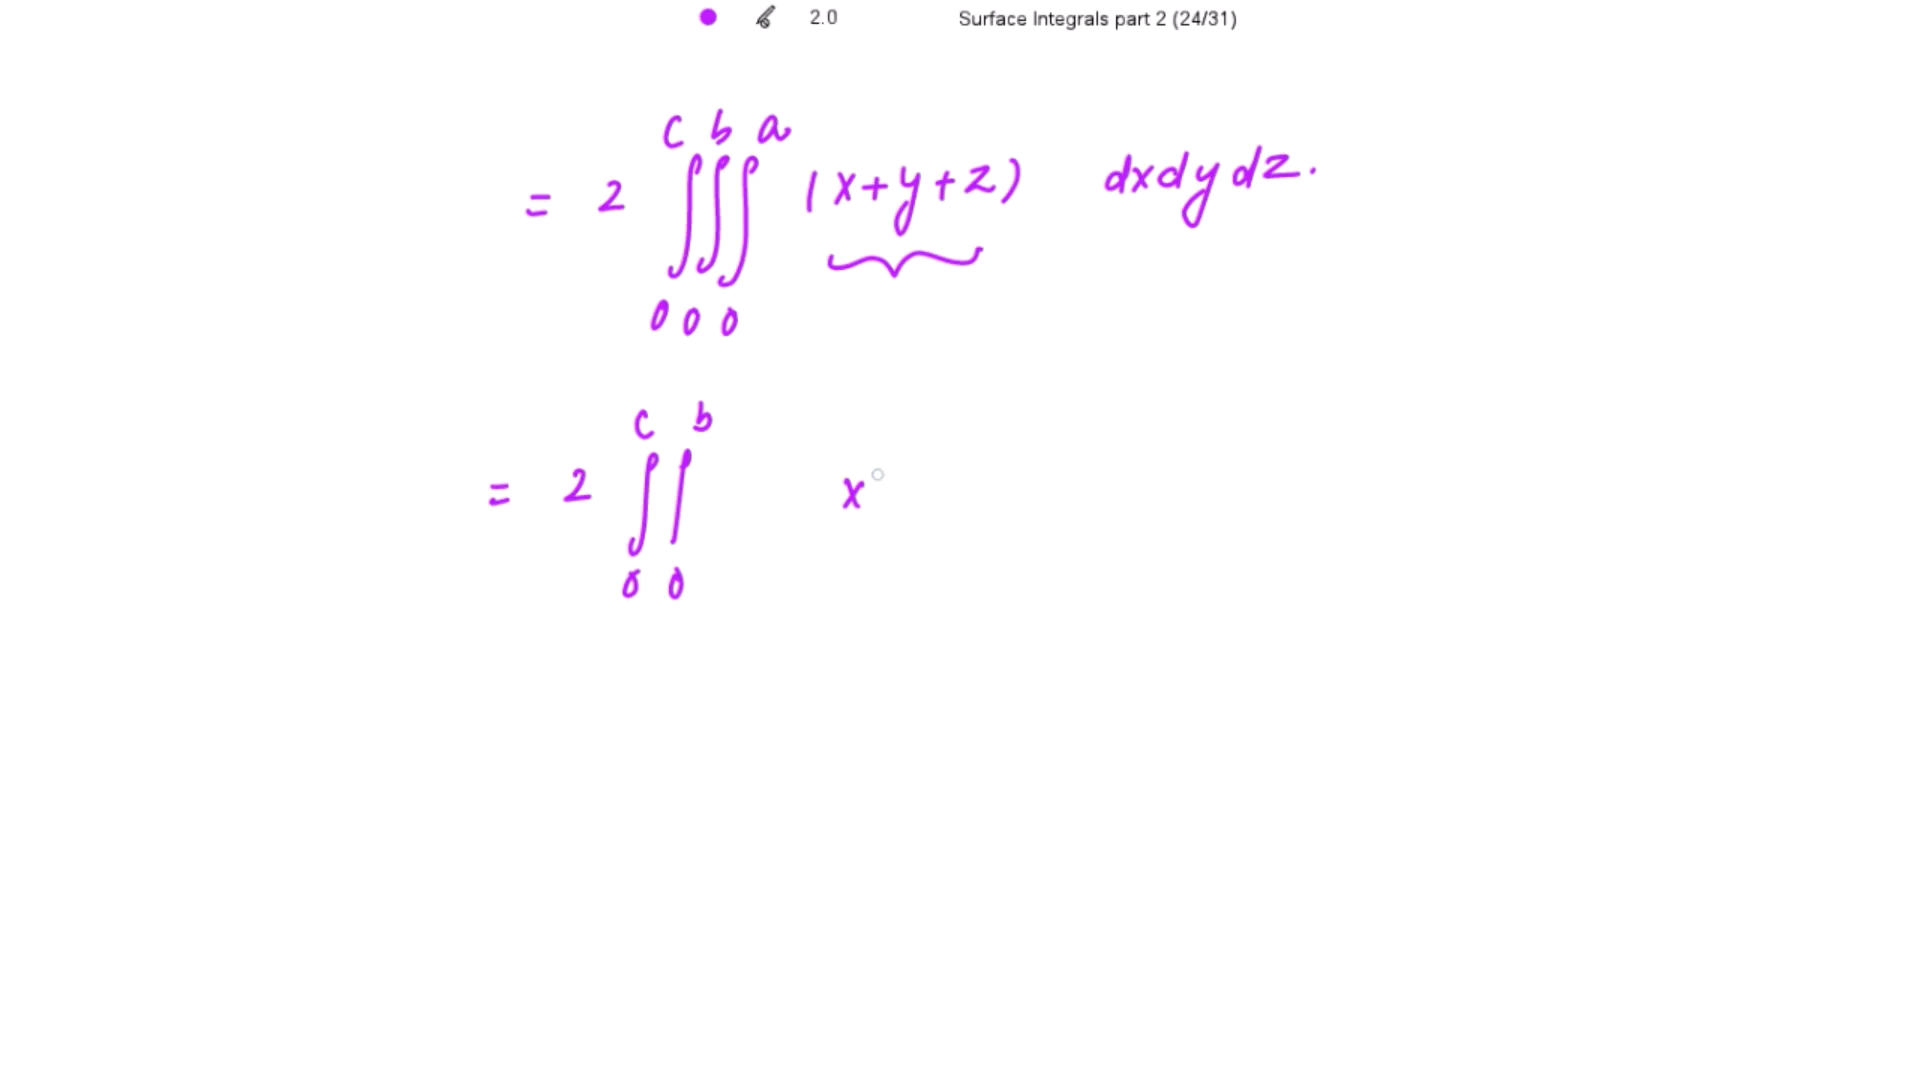 2.0 Surface Integrals part 2 (24/31)
c b a
= 2 ∫∫∫ (x+y+z) dxdydz.
0 0 0
c b
= 2 ∫∫ x
0 0